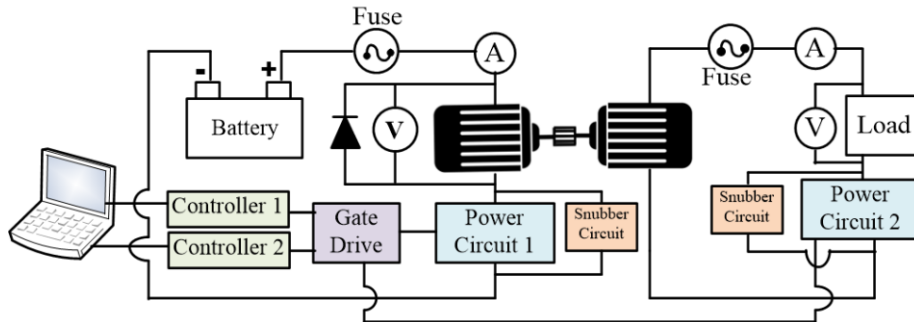 Fuse
A
Fuse
A
-
+
Battery
V
V
Load
Controller 1
Controller 2
Gate
Drive
Power
Circuit 1
Snubber
Circuit
Snubber
Circuit
Power
Circuit 2